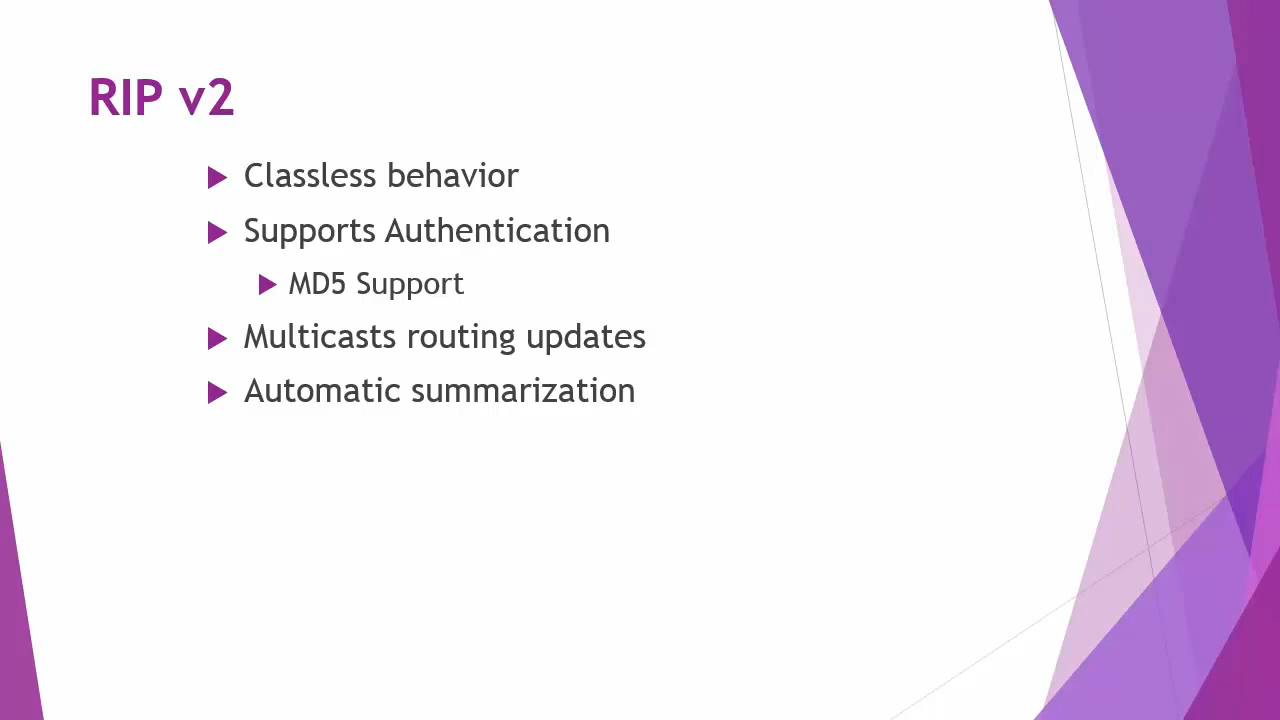 RIP v2
Classless behavior
Supports Authentication
MD5 Support
Multicasts routing updates
Automatic summarization